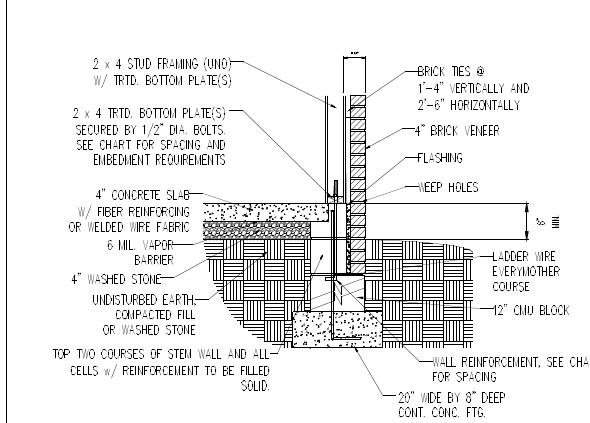 2 x 4 STUD FRAMING (UNO)
W/ TRTD. BOTTOM PLATE(S)
2 x 4 TRTD. BOTTOM PLATE(S)
SECURED BY 1/2" DIA. BOLTS.
SEE CHART FOR SPACING AND
EMBEDMENT REQUIREMENTS
4" CONCRETE SLAB
W/ FIBER REINFORCING
OR WELDED WIRE FABRIC
6 MIL. VAPOR
BARRIER
4" WASHED STONE
UNDISTURBED EARTH,
COMPACTED FILL
OR WASHED STONE
TOP TWO COURSES OF STEM WALL AND ALL
CELLS w/ REINFORCEMENT TO BE FILLED
SOLID.
BRICK TIES @
1'-4" VERTICALLY AND
2'-6" HORIZONTALLY
4" BRICK VENEER
FLASHING
WEEP HOLES
8" MIN.
LADDER WIRE
EVERYMOTHER
COURSE
12" CMU BLOCK
WALL REINFORCEMENT, SEE CHA
FOR SPACING
20" WIDE BY 8" DEEP
CONT. CONC. FTG.